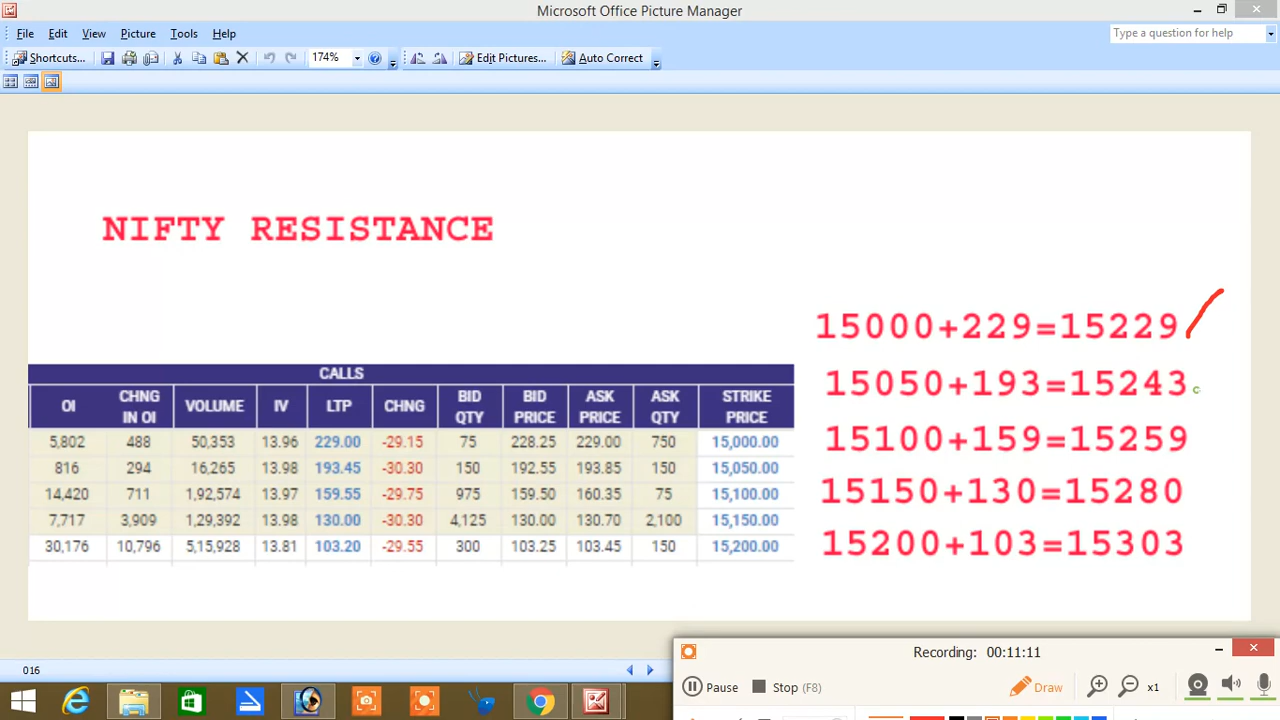 Microsoft Office Picture Manager
File Edit View Picture Tools Help
Type a question for help
Shortcuts... 174% Edit Pictures... Auto Correct
NIFTY RESISTANCE
15000+229=15229
15050+193=15243
15100+159=15259
15150+130=15280
15200+103=15303
CALLS
OI CHNG IN OI VOLUME IV LTP CHNG BID QTY BID PRICE ASK PRICE ASK QTY STRIKE PRICE
5,802 488 50,353 13.96 229.00 -29.15 75 228.25 229.00 750 15,000.00
816 294 16,265 13.98 193.45 -30.30 150 192.55 193.85 150 15,050.00
14,420 711 1,92,574 13.97 159.55 -29.75 975 159.50 160.35 75 15,100.00
7,717 3,909 1,29,392 13.98 130.00 -30.30 4,125 130.00 130.70 2,100 15,150.00
30,176 10,796 5,15,928 13.81 103.20 -29.55 300 103.25 103.45 150 15,200.00
016
Recording: 00:11:11
Pause Stop (F8) Draw x1